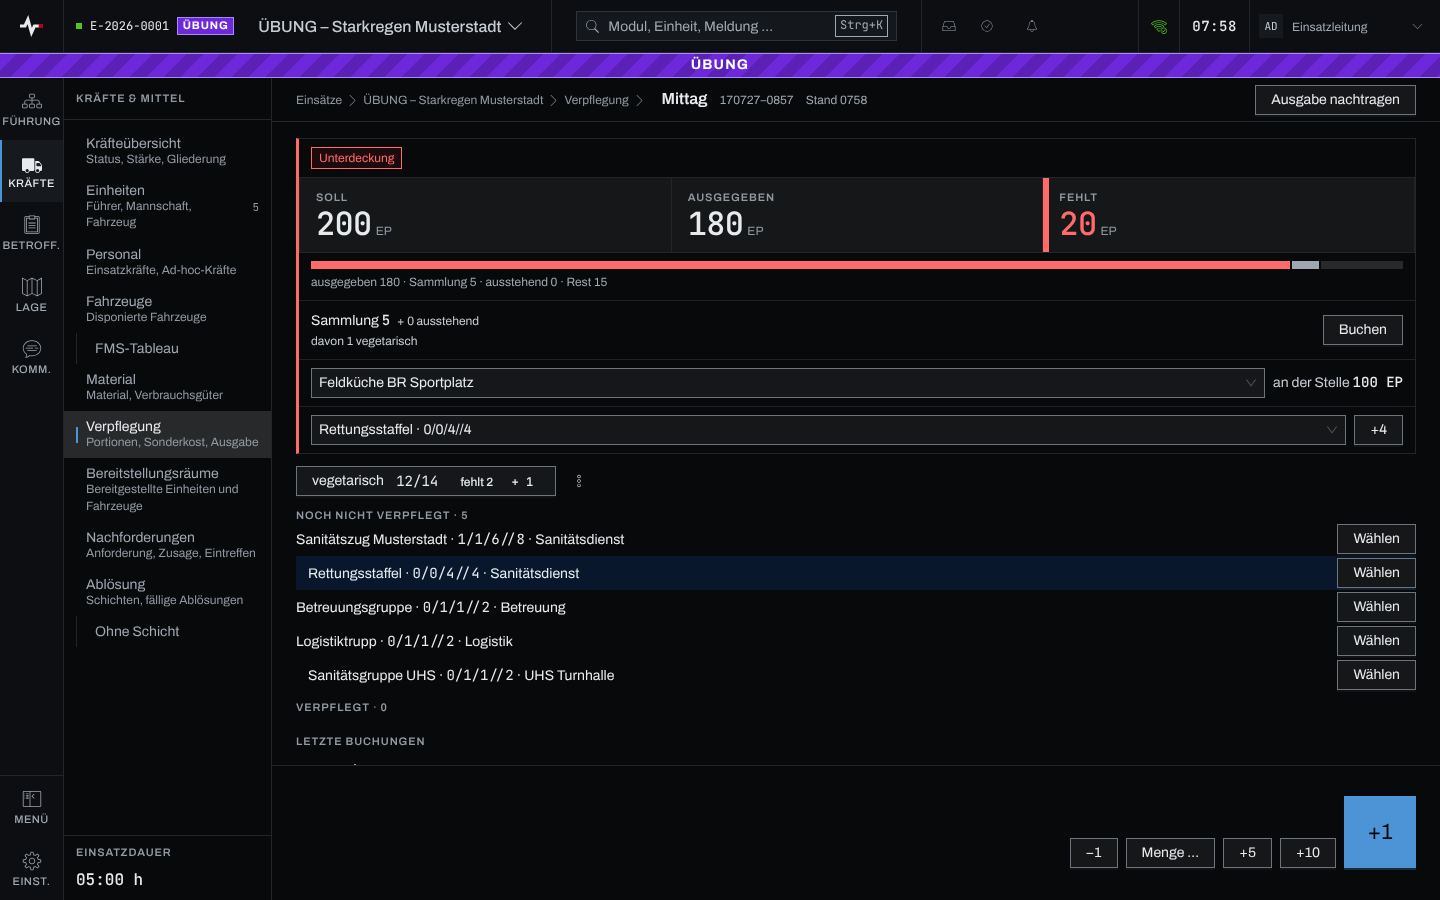 E-2026-0001 ÜBUNG ÜBUNG – Starkregen Musterstadt Modul, Einheit, Meldung ... Strg+K 07:58 AD Einsatzleitung
ÜBUNG
FÜHRUNG
KRÄFTE
BETROFF.
LAGE
KOMM.
MENÜ
EINST.
KRÄFTE & MITTEL
Kräfteübersicht
Status, Stärke, Gliederung
Einheiten
Führer, Mannschaft,
Fahrzeug
5
Personal
Einsatzkräfte, Ad-hoc-Kräfte
Fahrzeuge
Disponierte Fahrzeuge
FMS-Tableau
Material
Material, Verbrauchsgüter
Verpflegung
Portionen, Sonderkost, Ausgabe
Bereitstellungsräume
Bereitgestellte Einheiten und
Fahrzeuge
Nachforderungen
Anforderung, Zusage, Eintreffen
Ablösung
Schichten, fällige Ablösungen
Ohne Schicht
EINSATZDAUER
05:00 h
Einsätze ÜBUNG – Starkregen Musterstadt Verpflegung Mittag 170727–0857 Stand 0758 Ausgabe nachtragen
Unterdeckung
SOLL
200 EP
AUSGEGEBEN
180 EP
FEHLT
20 EP
ausgegeben 180 · Sammlung 5 · ausstehend 0 · Rest 15
Sammlung 5 + 0 ausstehend
davon 1 vegetarisch
Buchen
Feldküche BR Sportplatz an der Stelle 100 EP
Rettungsstaffel · 0/0/4//4 +4
vegetarisch 12/14 fehlt 2 + 1
NOCH NICHT VERPFLEGT · 5
Sanitätszug Musterstadt · 1/1/6//8 · Sanitätsdienst Wählen
Rettungsstaffel · 0/0/4//4 · Sanitätsdienst Wählen
Betreuungsgruppe · 0/1/1//2 · Betreuung Wählen
Logistiktrupp · 0/1/1//2 · Logistik Wählen
Sanitätsgruppe UHS · 0/1/1//2 · UHS Turnhalle Wählen
VERPFLEGT · 0
LETZTE BUCHUNGEN
−1 Menge ... +5 +10 +1